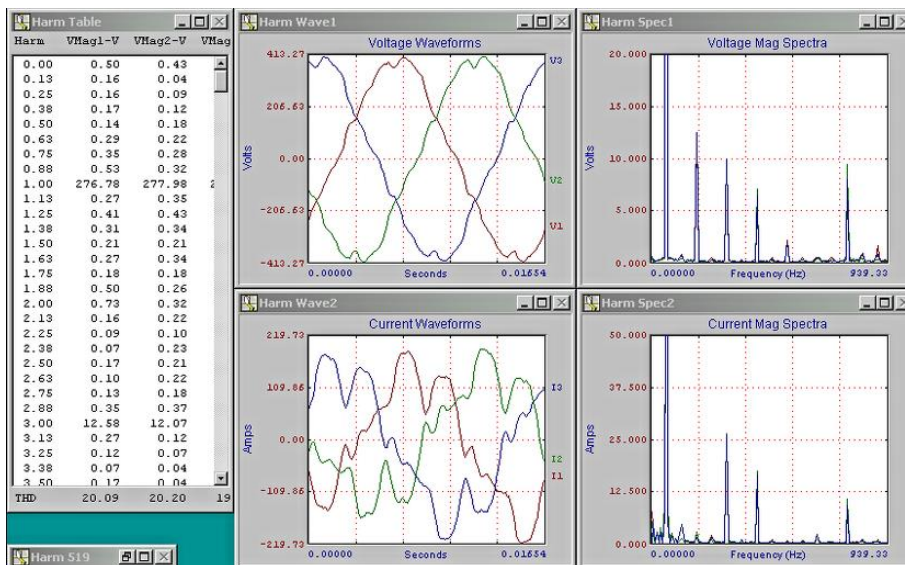 Harm Table
Harm VMag1-V VMag2-V VMag
0.00 0.50 0.43
0.13 0.16 0.04
0.25 0.16 0.09
0.38 0.17 0.12
0.50 0.14 0.18
0.63 0.29 0.22
0.75 0.35 0.28
0.88 0.53 0.32
1.00 276.78 277.98 2
1.13 0.27 0.35
1.25 0.41 0.43
1.38 0.31 0.34
1.50 0.21 0.21
1.63 0.27 0.34
1.75 0.18 0.18
1.88 0.50 0.26
2.00 0.73 0.32
2.13 0.16 0.22
2.25 0.09 0.10
2.38 0.07 0.23
2.50 0.17 0.21
2.63 0.10 0.22
2.75 0.13 0.18
2.88 0.35 0.37
3.00 12.58 12.07
3.13 0.27 0.12
3.25 0.12 0.07
3.38 0.07 0.04
3.50 0.17 0.04
THD 20.09 20.20 19
Harm 519
Harm Wave1
Voltage Waveforms
413.27
206.63
0.00
-206.63
-413.27
Volts
V3
V2
V1
0.00000 Seconds 0.01654
Harm Spec1
Voltage Mag Spectra
20.000
15.000
10.000
5.000
0.000
Volts
0.00000 Frequency (Hz) 939.33
Harm Wave2
Current Waveforms
219.73
109.86
0.00
-109.86
-219.73
Amps
I3
I2
I1
0.00000 Seconds 0.01654
Harm Spec2
Current Mag Spectra
50.000
37.500
25.000
12.500
0.000
Amps
0.00000 Frequency (Hz) 939.33